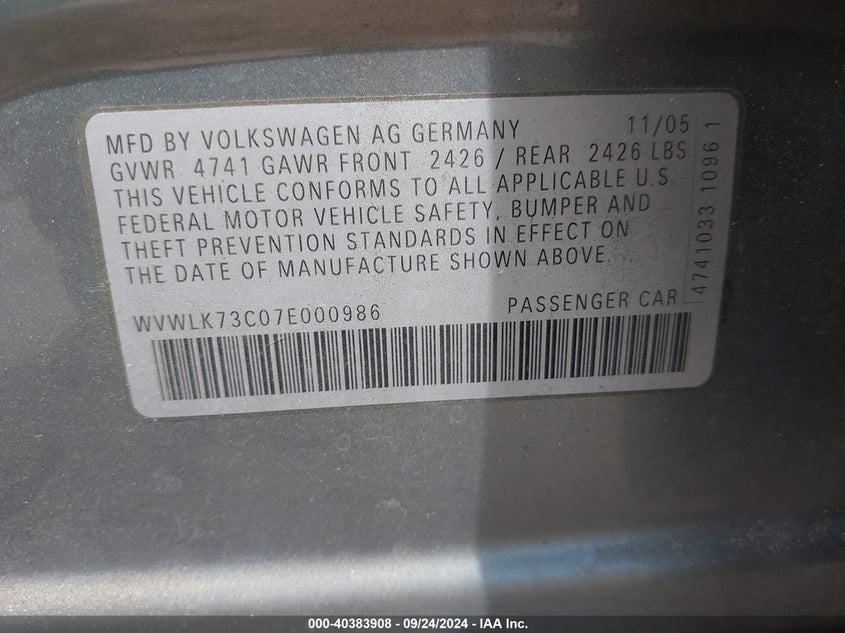 MFD BY VOLKSWAGEN AG GERMANY 11/05
GVWR 4741 GAWR FRONT 2426 / REAR 2426 LBS
THIS VEHICLE CONFORMS TO ALL APPLICABLE U.S.
FEDERAL MOTOR VEHICLE SAFETY, BUMPER AND
THEFT PREVENTION STANDARDS IN EFFECT ON
THE DATE OF MANUFACTURE SHOWN ABOVE.
WVWLK73C07E000986 PASSENGER CAR
4741033 1096 1
000-40383908 - 09/24/2024 - IAA Inc.